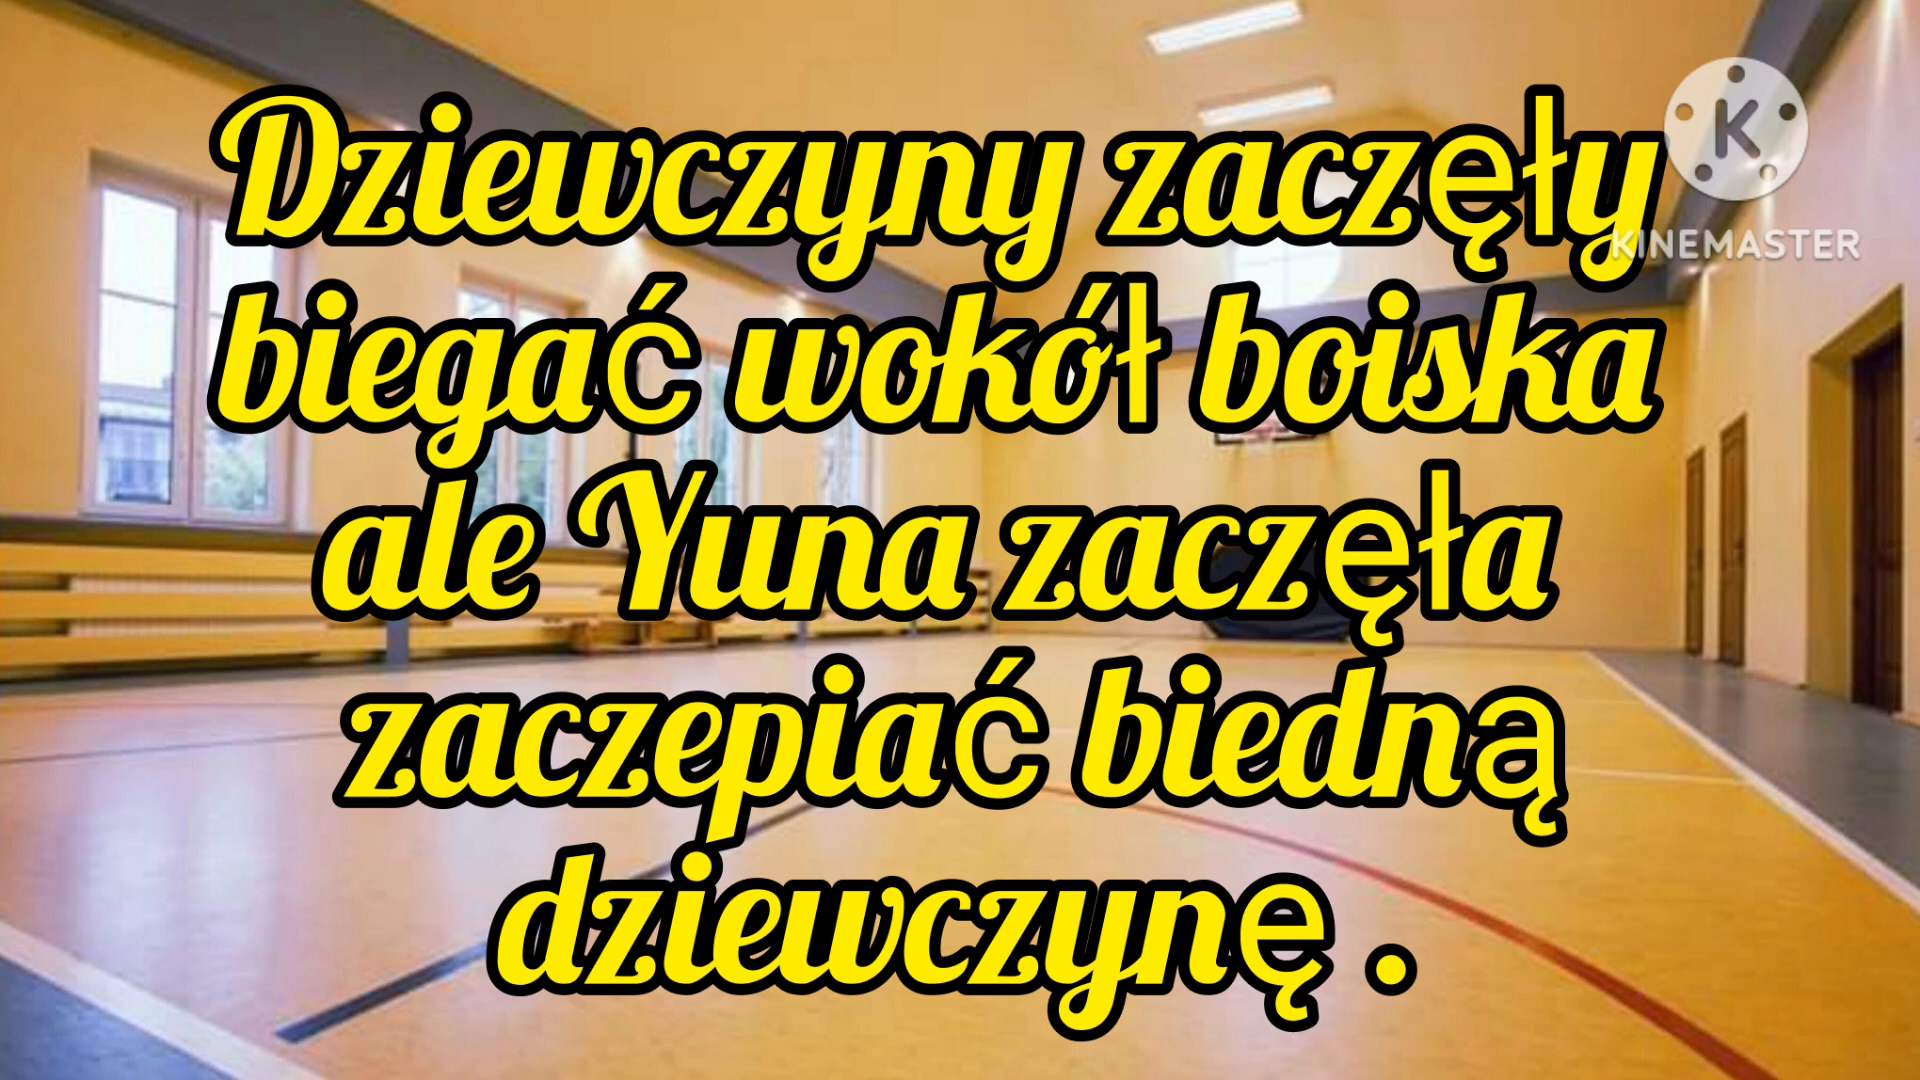 Dziewczyny zaczęły
biegać wokół boiska
ale Yuna zaczęła
zaczepiać biedną
dziewczynę .
K
KINEMASTER